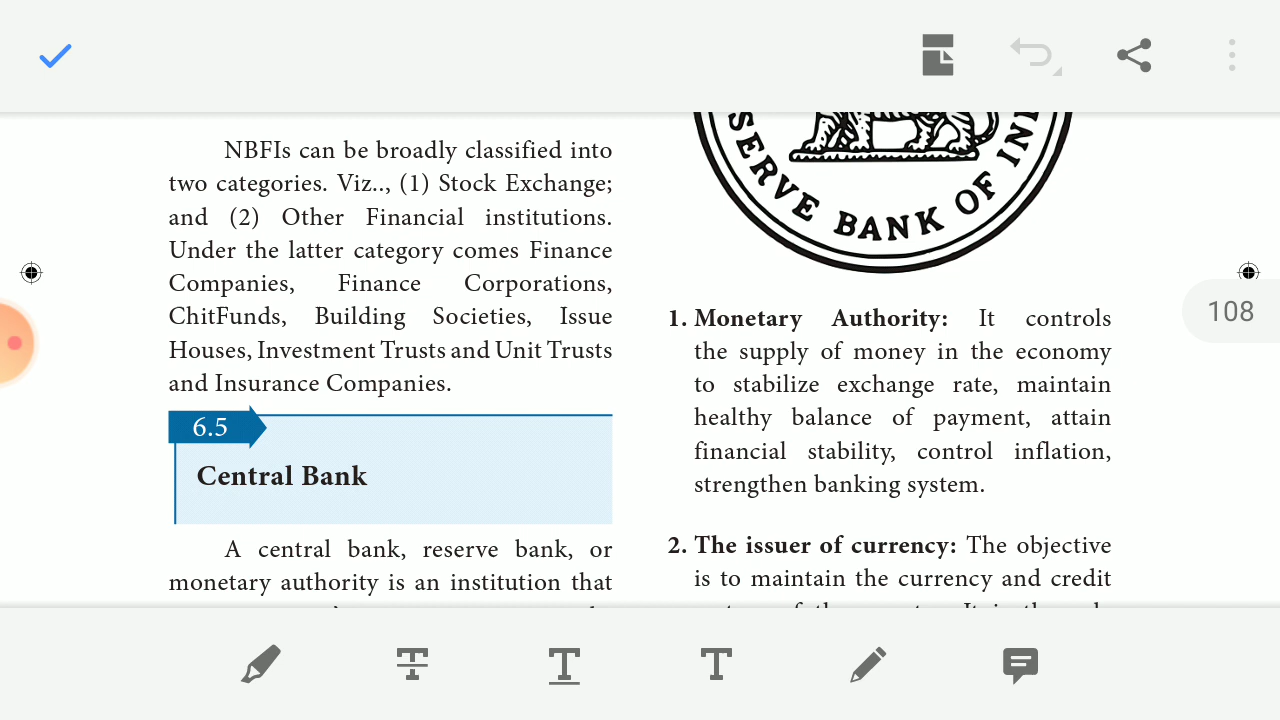 NBFIs can be broadly classified into
two categories. Viz.., (1) Stock Exchange;
and (2) Other Financial institutions.
Under the latter category comes Finance
Companies, Finance Corporations,
ChitFunds, Building Societies, Issue
Houses, Investment Trusts and Unit Trusts
and Insurance Companies.
6.5
Central Bank
A central bank, reserve bank, or
monetary authority is an institution that
SERVE BANK OF IN
1. Monetary Authority: It controls
the supply of money in the economy
to stabilize exchange rate, maintain
healthy balance of payment, attain
financial stability, control inflation,
strengthen banking system.
2. The issuer of currency: The objective
is to maintain the currency and credit
108